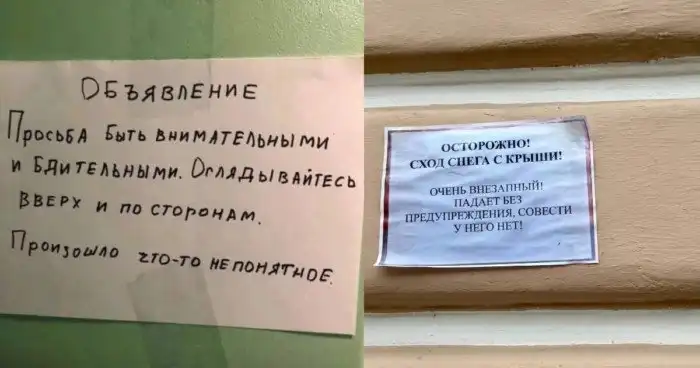 ОБЪЯВЛЕНИЕ
Просьба быть внимательными
и бдительными. Оглядывайтесь
вверх и по сторонам.
Произошло что-то непонятное.
ОСТОРОЖНО!
СХОД СНЕГА С КРЫШИ!
ОЧЕНЬ ВНЕЗАПНЫЙ!
ПАДАЕТ БЕЗ
ПРЕДУПРЕЖДЕНИЯ, СОВЕСТИ
У НЕГО НЕТ!